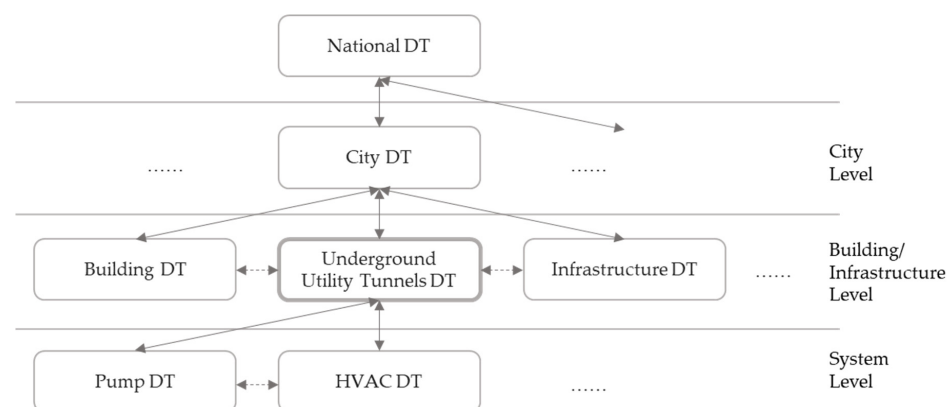 National DT
......
City DT
......
City
Level
Building DT
Underground
Utility Tunnels DT
Infrastructure DT
......
Building/
Infrastructure
Level
Pump DT
HVAC DT
......
System
Level